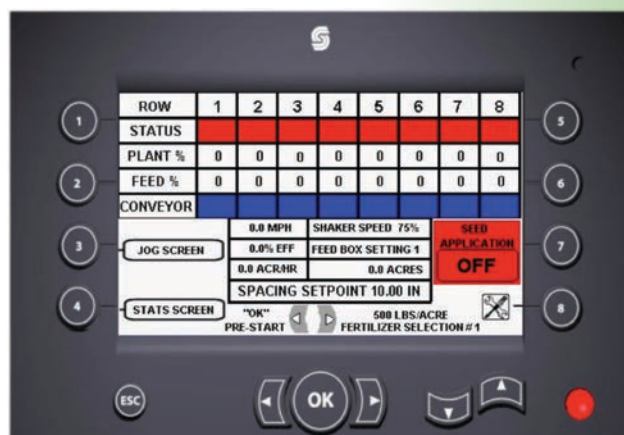 ROW 1 2 3 4 5 6 7 8
STATUS
PLANT % 0 0 0 0 0 0 0 0
FEED % 0 0 0 0 0 0 0 0
CONVEYOR
1
2
3
4
5
6
7
8
JOG SCREEN
STATS SCREEN
0.0 MPH SHAKER SPEED 75%
0.0% EFF FEED BOX SETTING 1
0.0 ACR/HR 0.0 ACRES
SPACING SETPOINT 10.00 IN
SEED
APPLICATION
OFF
"OK"
PRE-START
500 LBS/ACRE
FERTILIZER SELECTION #1
ESC
OK